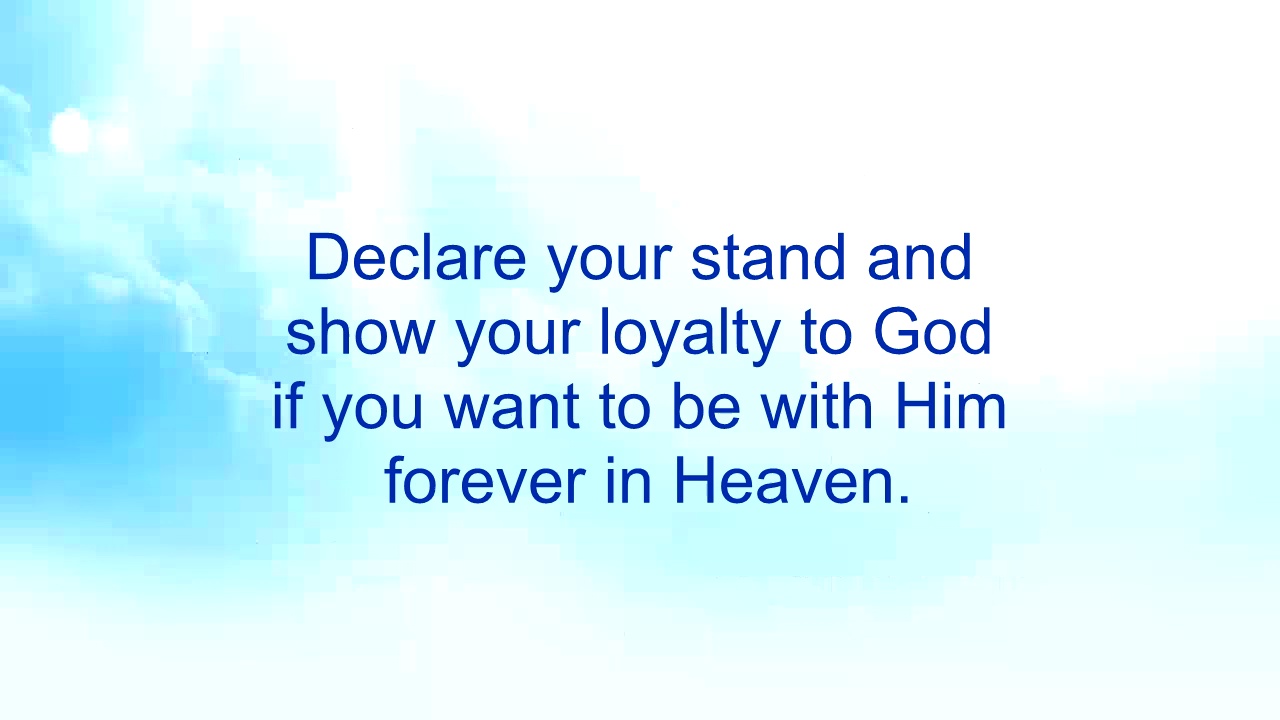 Declare your stand and
show your loyalty to God
if you want to be with Him
forever in Heaven.